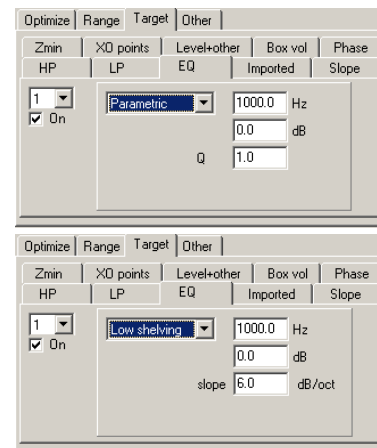 Optimize Range Target Other
Zmin XO points Level+other Box vol Phase
HP LP EQ Imported Slope
1 Parametric 1000.0 Hz
On 0.0 dB
Q 1.0
Optimize Range Target Other
Zmin XO points Level+other Box vol Phase
HP LP EQ Imported Slope
1 Low shelving 1000.0 Hz
On 0.0 dB
slope 6.0 dB/oct